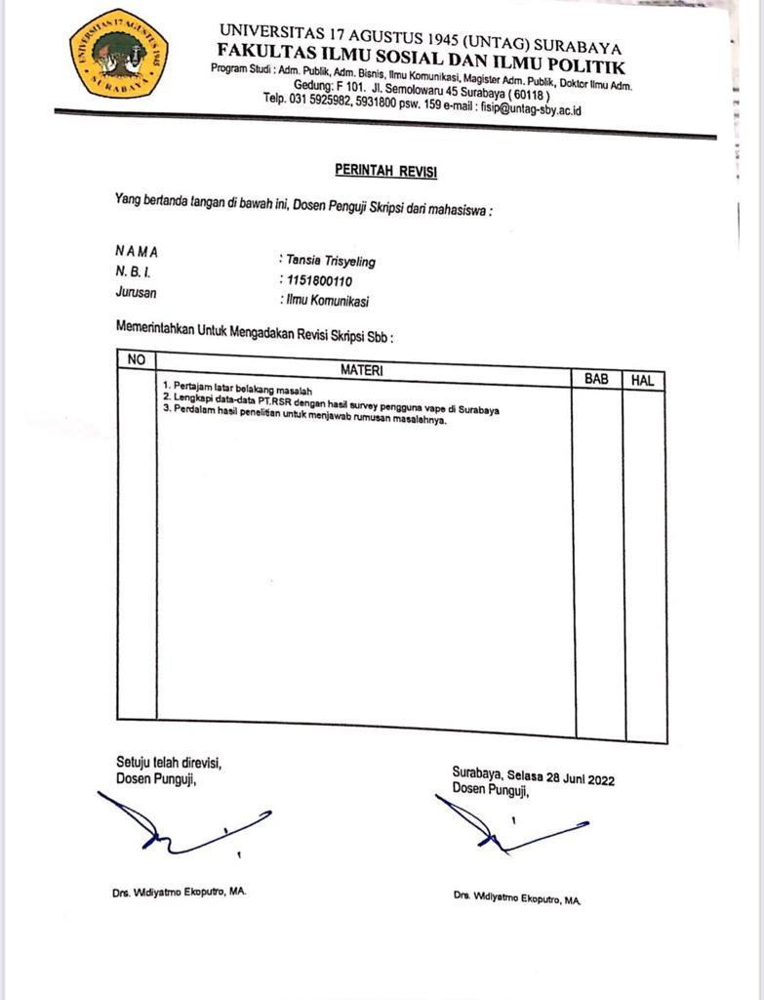 UNIVERSITAS 17 AGUSTUS 1945
SURABAYA
UNIVERSITAS 17 AGUSTUS 1945 (UNTAG) SURABAYA
FAKULTAS ILMU SOSIAL DAN ILMU POLITIK
Program Studi : Adm. Publik, Adm. Bisnis, Ilmu Komunikasi, Magister Adm. Publik, Doktor Ilmu Adm.
Gedung: F 101. Jl. Semolowaru 45 Surabaya ( 60118 )
Telp. 031 5925982, 5931800 psw. 159 e-mail : fisip@untag-sby.ac.id
PERINTAH REVISI
Yang bertanda tangan di bawah ini, Dosen Penguji Skripsi dari mahasiswa :
N A M A : Tansia Trisyeling
N. B. I. : 1151800110
Jurusan : Ilmu Komunikasi
Memerintahkan Untuk Mengadakan Revisi Skripsi Sbb :
NO MATERI BAB HAL
1. Pertajam latar belakang masalah
2. Lengkapi data-data PT.RSR dengan hasil survey pengguna vape di Surabaya
3. Perdalam hasil penelitian untuk menjawab rumusan masalahnya.
Setuju telah direvisi,
Dosen Punguji,
Drs. Widiyatmo Ekoputro, MA.
Surabaya, Selasa 28 Juni 2022
Dosen Punguji,
Drs. Widiyatmo Ekoputro, MA.